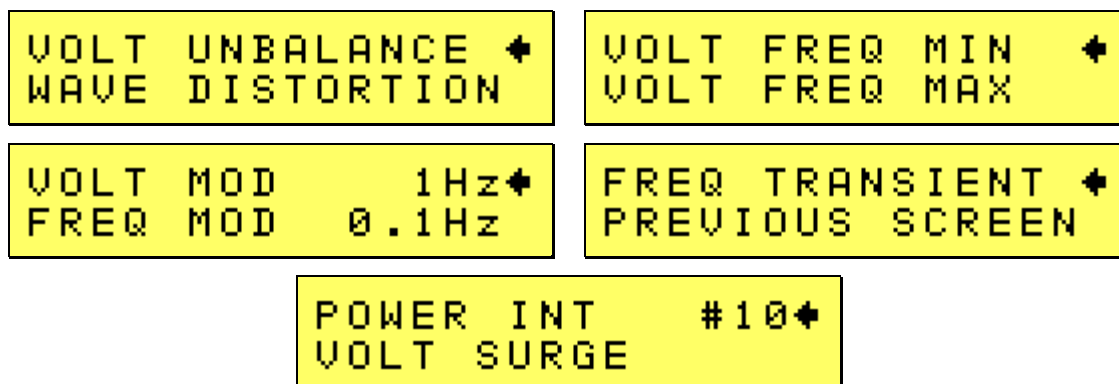 VOLT UNBALANCE
WAVE DISTORTION
VOLT FREQ MIN
VOLT FREQ MAX
VOLT MOD 1Hz
FREQ MOD 0.1Hz
FREQ TRANSIENT
PREVIOUS SCREEN
POWER INT #10
VOLT SURGE